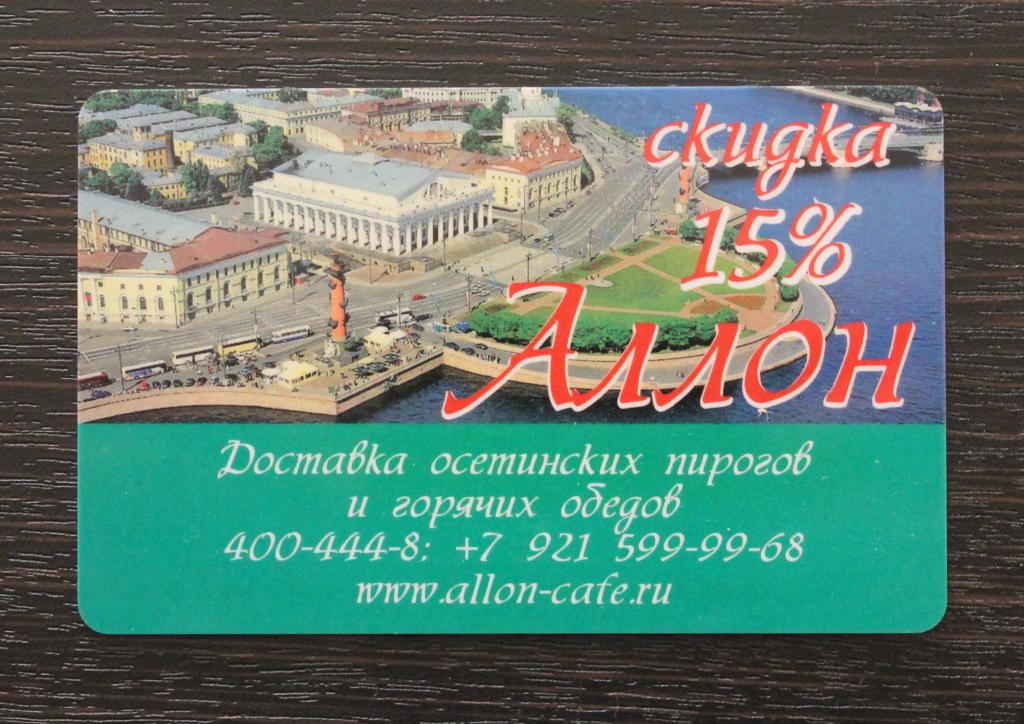 скидка
15%
Аллон
Доставка осетинских пирогов
и горячих обедов
400-444-8; +7 921 599-99-68
www.allon-cafe.ru